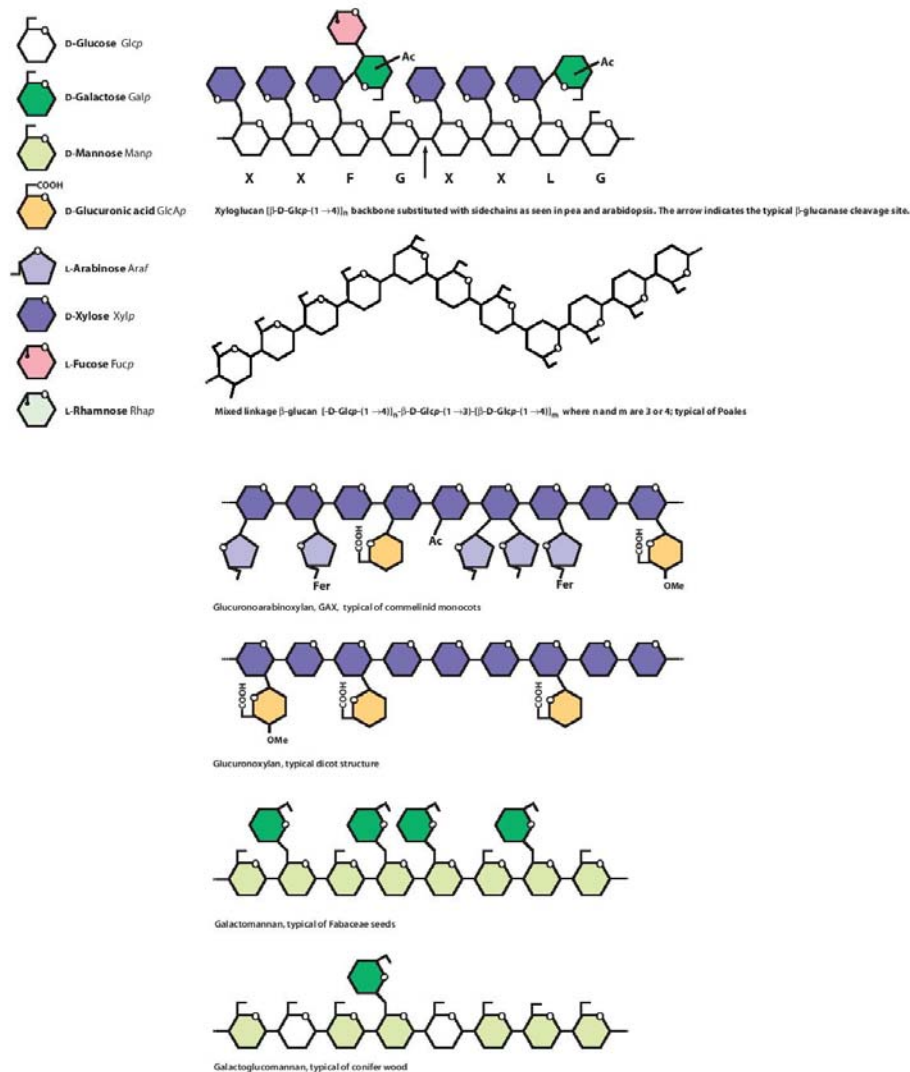 D-Glucose Glcp
D-Galactose Galp
D-Mannose Manp
COOH
D-Glucuronic acid GlcAp
L-Arabinose Araf
D-Xylose Xylp
L-Fucose Fucp
L-Rhamnose Rhap
Ac
Ac
X X F G X X L G
Xyloglucan [β-D-Glcp-(1→4)]n backbone substituted with sidechains as seen in pea and arabidopsis. The arrow indicates the typical β-glucanase cleavage site.
Mixed linkage β-glucan [-D-Glcp-(1→4)]n-β-D-Glcp-(1→3)-[β-D-Glcp-(1→4)]m where n and m are 3 or 4; typical of Poales
COOH
Ac
COOH
Fer
Fer
OMe
Glucuronoarabinoxylan, GAX, typical of commelinid monocots
COOH
COOH
COOH
OMe
Glucuronoxylan, typical dicot structure
Galactomannan, typical of Fabaceae seeds
Galactoglucomannan, typical of conifer wood